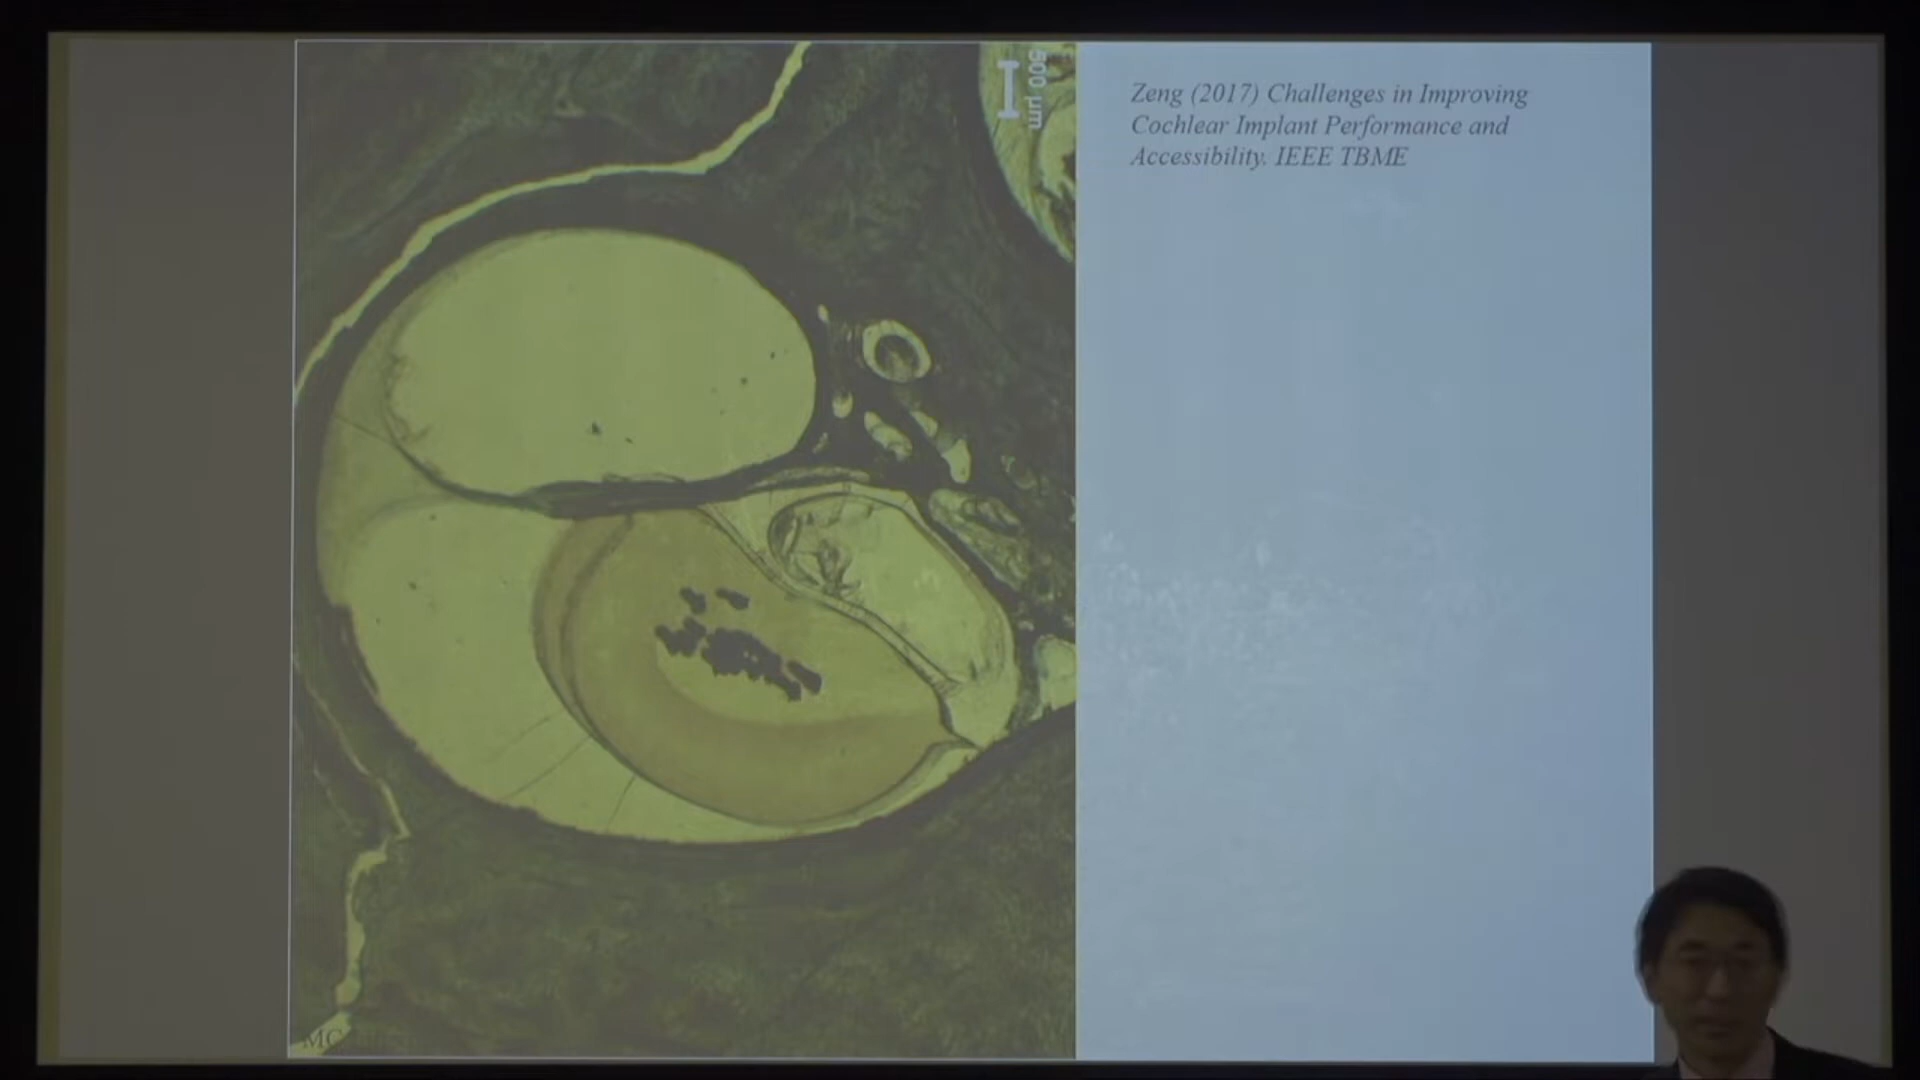 500 µm
Zeng (2017) Challenges in Improving
Cochlear Implant Performance and
Accessibility. IEEE TBME